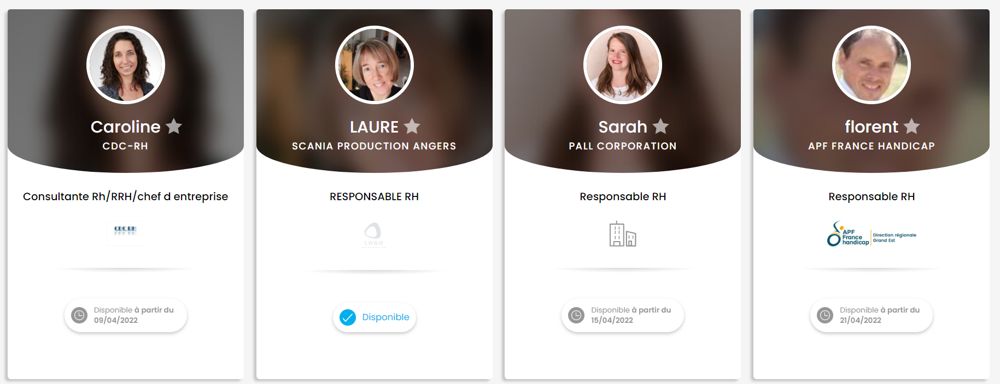 Caroline
CDC-RH
Consultante Rh/RRH/chef d entreprise
CDC RH
Disponible à partir du
09/04/2022
LAURE
SCANIA PRODUCTION ANGERS
RESPONSABLE RH
LOGO
Disponible
Sarah
PALL CORPORATION
Responsable RH
Disponible à partir du
15/04/2022
florent
APF FRANCE HANDICAP
Responsable RH
APF
France
handicap
Direction régionale
Grand Est
Disponible à partir du
21/04/2022